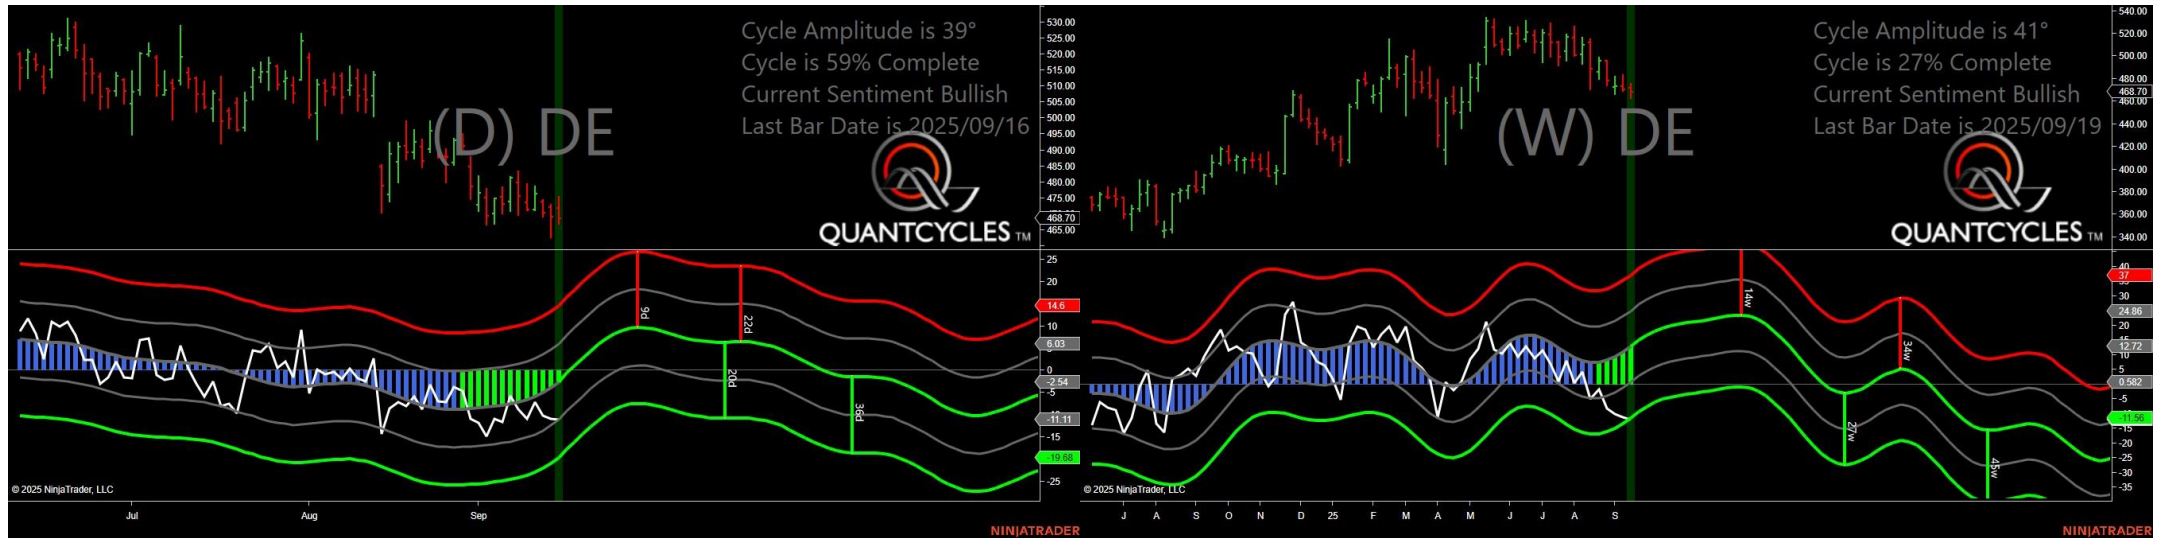 Cycle Amplitude is 39°
Cycle is 59% Complete
Current Sentiment Bullish
Last Bar Date is 2025/09/16
(D) DE
QUANTCYCLES TM
530.00
525.00
520.00
515.00
510.00
505.00
500.00
495.00
490.00
485.00
480.00
475.00
468.70
465.00
25
20
14.6
10
6.03
0
-2.54
-5
-11.11
-15
-19.68
-25
9d
22d
20d
36d
© 2025 NinjaTrader, LLC
Jul
Aug
Sep
NINJATRADER
Cycle Amplitude is 41°
Cycle is 27% Complete
Current Sentiment Bullish
Last Bar Date is 2025/09/19
(W) DE
QUANTCYCLES TM
540.00
520.00
500.00
480.00
468.70
460.00
440.00
420.00
400.00
380.00
360.00
340.00
40
37
30
24.86
20
12.72
10
5
0.582
-5
-11.56
-15
-20
-25
-30
-35
14w
34w
27w
45w
© 2025 NinjaTrader, LLC
J A S O N D 25 F M A M J J A S
NINJATRADER